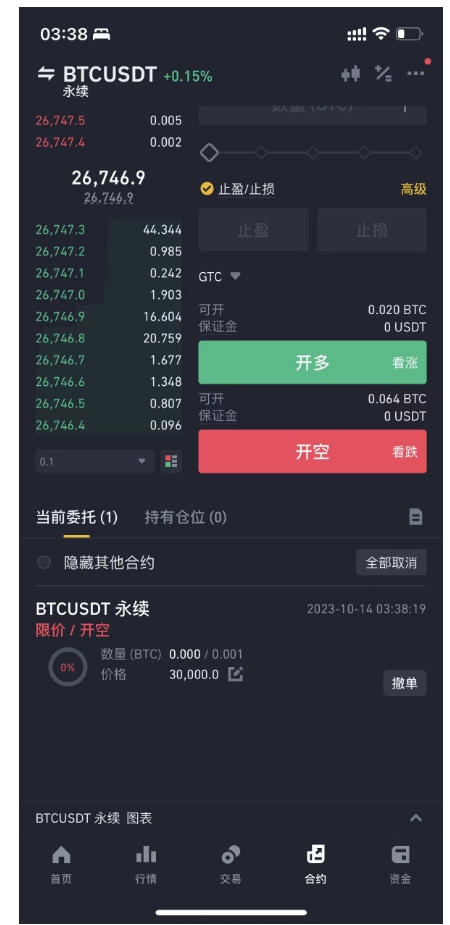 03:38
BTCUSDT +0.15%
永续
数量 (BTC)
26,747.5 0.005
26,747.4 0.002
26,746.9
26,746.9
止盈/止损 高级
止盈 止损
26,747.3 44.344
26,747.2 0.985
26,747.1 0.242
26,747.0 1.903
26,746.9 16.604
26,746.8 20.759
26,746.7 1.677
26,746.6 1.348
26,746.5 0.807
26,746.4 0.096
0.1
GTC
可开 0.020 BTC
保证金 0 USDT
开多 看涨
可开 0.064 BTC
保证金 0 USDT
开空 看跌
当前委托 (1) 持有仓位 (0)
隐藏其他合约 全部取消
BTCUSDT 永续 2023-10-14 03:38:19
限价 / 开空
0%
数量 (BTC) 0.000 / 0.001
价格 30,000.0
撤单
BTCUSDT 永续 图表
首页 行情 交易 合约 资金